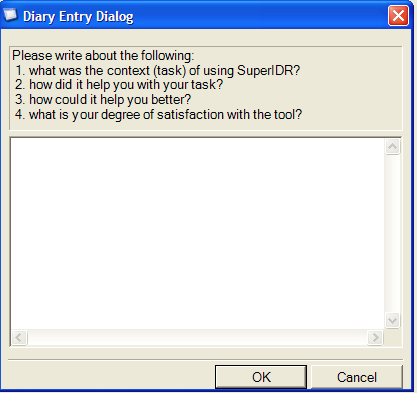 Diary Entry Dialog
Please write about the following:
1. what was the context (task) of using SuperIDR?
2. how did it help you with your task?
3. how could it help you better?
4. what is your degree of satisfaction with the tool?
OK
Cancel